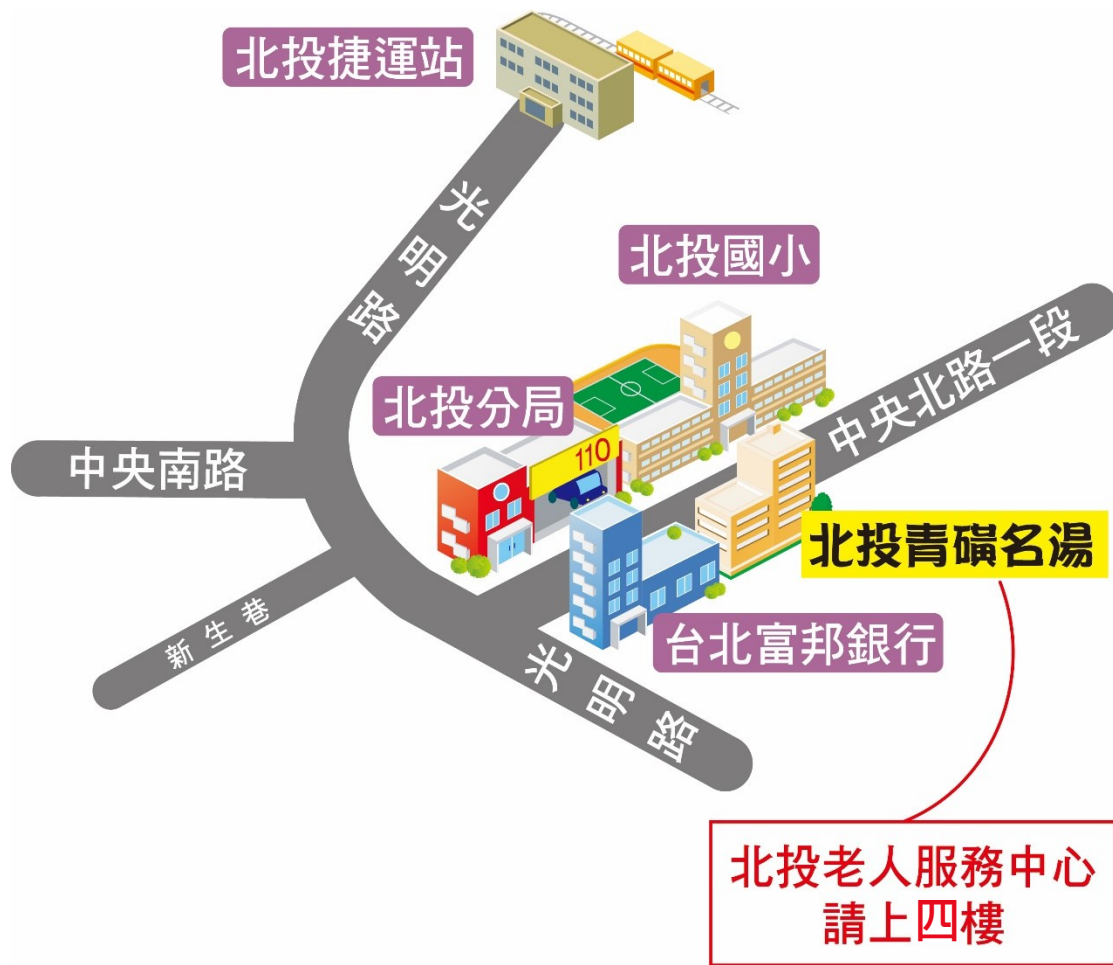 北投捷運站
光明路
北投國小
中央北路一段
北投分局
110
中央南路
北投青磺名湯
新生巷
台北富邦銀行
光明路
北投老人服務中心
請上四樓